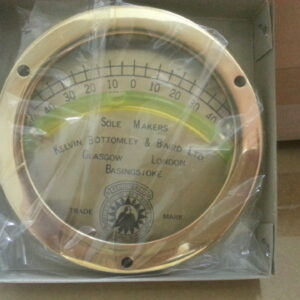 40 30 20 10 0 10 20 30 40
SOLE MAKERS
KELVIN BOTTOMLEY & BAIRD LTD.
GLASGOW LONDON
BASINGSTOKE
TRADE MARK